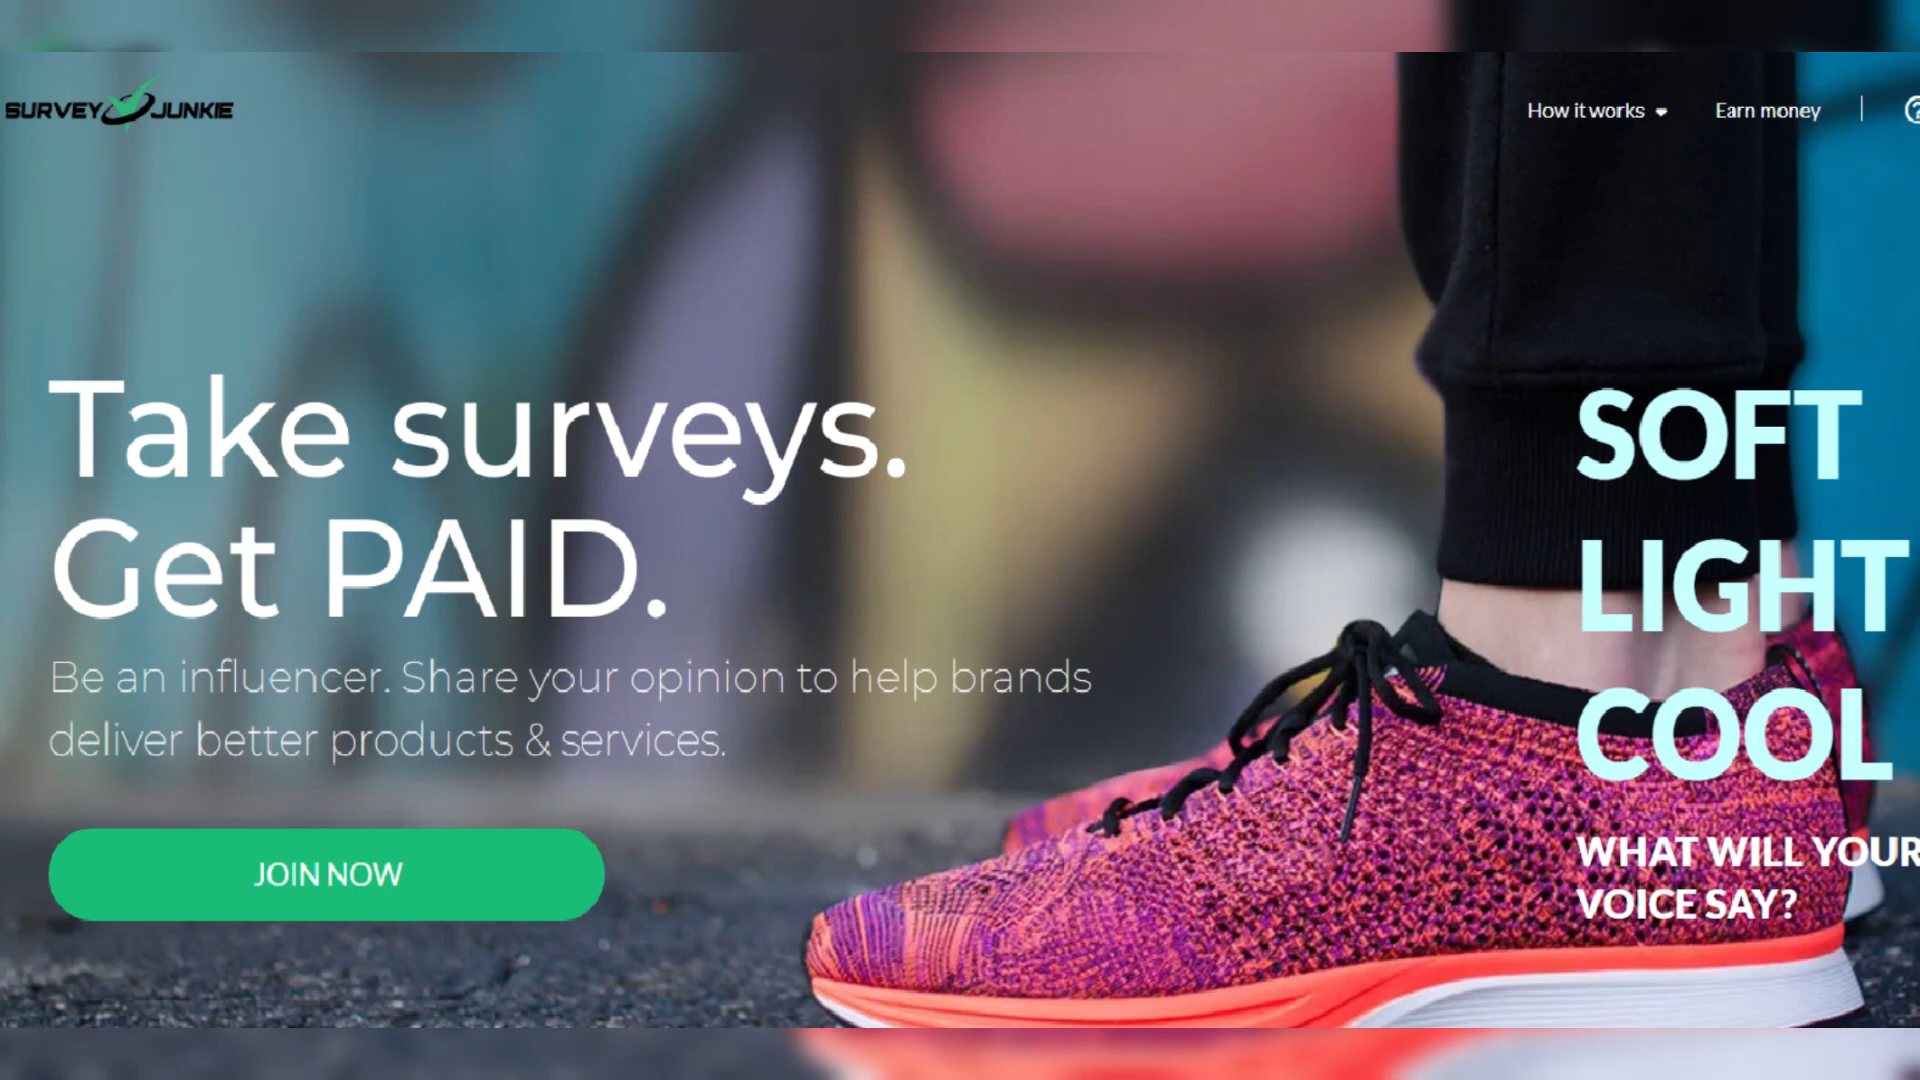 SURVEY JUNKIE
How it works
Earn money
Take surveys.
Get PAID.
Be an influencer. Share your opinion to help brands
deliver better products & services.
JOIN NOW
SOFT
LIGHT
COOL
WHAT WILL YOUR
VOICE SAY?